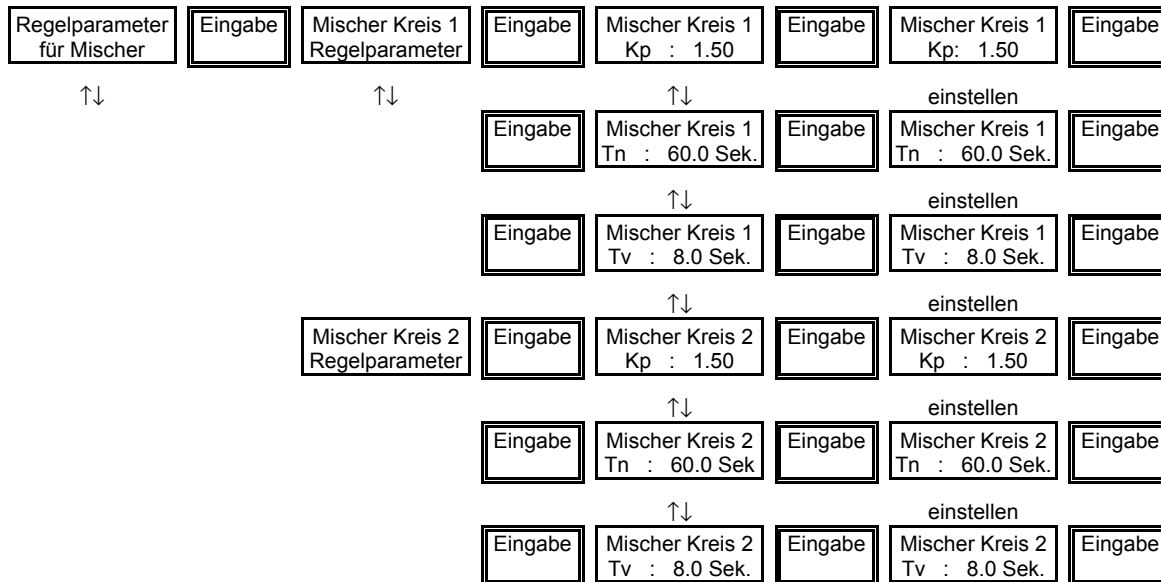 Regelparameter für Mischer
Eingabe
Mischer Kreis 1
Regelparameter
Eingabe
Mischer Kreis 1
Kp : 1.50
Eingabe
Mischer Kreis 1
Kp: 1.50
Eingabe
↑↓ ↑↓ ↑↓ einstellen
Eingabe
Mischer Kreis 1
Tn : 60.0 Sek.
Eingabe
Mischer Kreis 1
Tn : 60.0 Sek.
Eingabe
↑↓ einstellen
Eingabe
Mischer Kreis 1
Tv : 8.0 Sek.
Eingabe
Mischer Kreis 1
Tv : 8.0 Sek.
Eingabe
↑↓ einstellen
Mischer Kreis 2
Regelparameter
Eingabe
Mischer Kreis 2
Kp : 1.50
Eingabe
Mischer Kreis 2
Kp : 1.50
Eingabe
↑↓ einstellen
Eingabe
Mischer Kreis 2
Tn : 60.0 Sek
Eingabe
Mischer Kreis 2
Tn : 60.0 Sek.
Eingabe
↑↓ einstellen
Eingabe
Mischer Kreis 2
Tv : 8.0 Sek.
Eingabe
Mischer Kreis 2
Tv : 8.0 Sek.
Eingabe